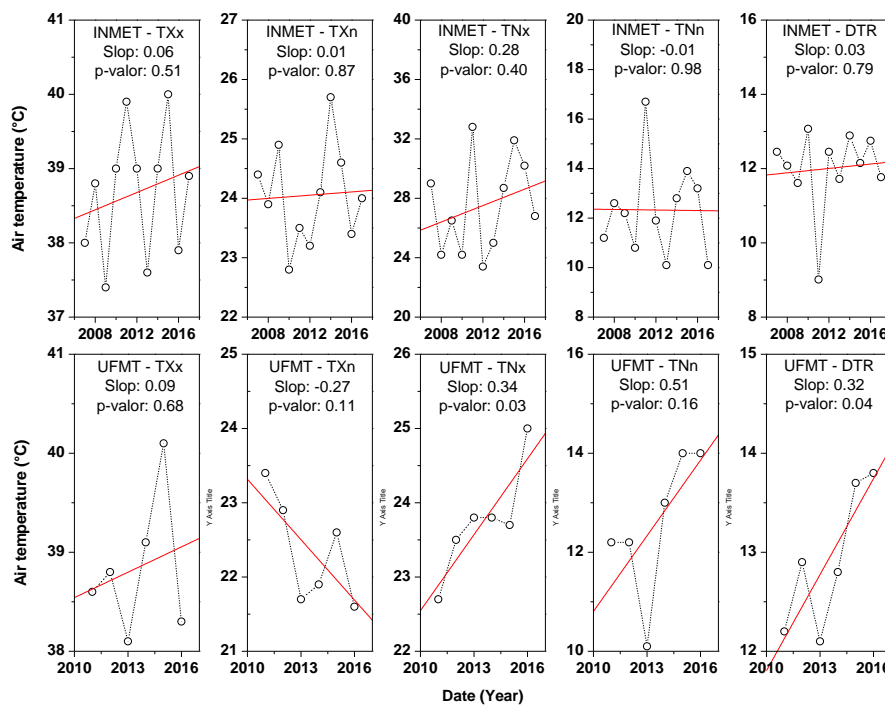 INMET - TXx
Slop: 0.06
p-valor: 0.51
INMET - TXn
Slop: 0.01
p-valor: 0.87
INMET - TNx
Slop: 0.28
p-valor: 0.40
INMET - TNn
Slop: -0.01
p-valor: 0.98
INMET - DTR
Slop: 0.03
p-valor: 0.79
Air temperature (°C)
41
40
39
38
37
27
26
25
24
23
22
40
36
32
28
24
20
20
18
16
14
12
10
8
16
14
12
10
8
2008 2012 2016
2008 2012 2016
2008 2012 2016
2008 2012 2016
2008 2012 2016
UFMT - TXx
Slop: 0.09
p-valor: 0.68
UFMT - TXn
Slop: -0.27
p-valor: 0.11
UFMT - TNx
Slop: 0.34
p-valor: 0.03
UFMT - TNn
Slop: 0.51
p-valor: 0.16
UFMT - DTR
Slop: 0.32
p-valor: 0.04
Air temperature (°C)
41
40
39
38
Y Axis Title
25
24
23
22
21
Y Axis Title
26
25
24
23
22
Y Axis Title
16
14
12
10
Y Axis Title
15
14
13
12
2010 2013 2016
2010 2013 2016
2010 2013 2016
2010 2013 2016
2010 2013 2016
Date (Year)